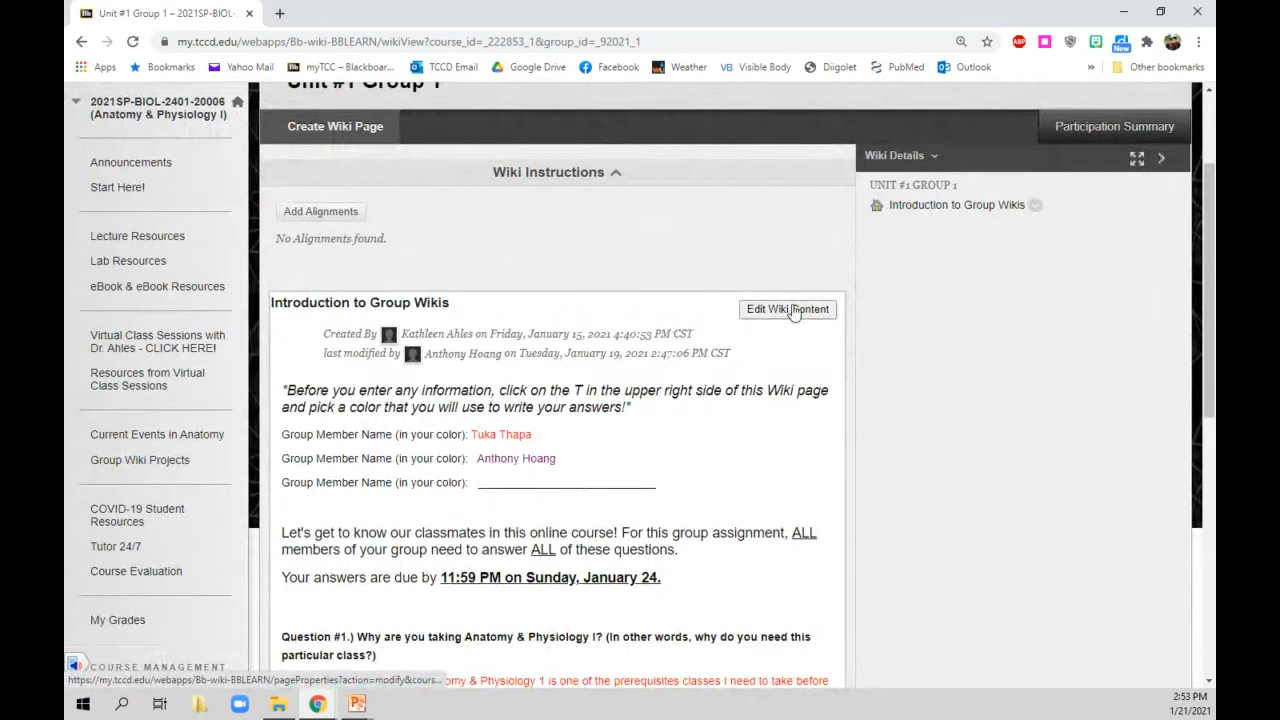 Unit #1 Group 1 – 2021SP-BIOL-
my.tccd.edu/webapps/Bb-wiki-BBLEARN/wikiView?course_id=_222853_1&group_id=_92021_1
ABP
New
Apps
Bookmarks
Yahoo Mail
myTCC – Blackboar...
TCCD Email
Google Drive
Facebook
Weather
VB Visible Body
Diigolet
PubMed
Outlook
»
Other bookmarks
Unit #1 Group 1
2021SP-BIOL-2401-20006
(Anatomy & Physiology I)
Announcements
Start Here!
Lecture Resources
Lab Resources
eBook & eBook Resources
Virtual Class Sessions with
Dr. Ahles - CLICK HERE!
Resources from Virtual
Class Sessions
Current Events in Anatomy
Group Wiki Projects
COVID-19 Student
Resources
Tutor 24/7
Course Evaluation
My Grades
COURSE MANAGEMENT
Create Wiki Page
Participation Summary
Wiki Instructions
Add Alignments
No Alignments found.
Introduction to Group Wikis
Edit Wiki Content
Created By Kathleen Ahles on Friday, January 15, 2021 4:40:53 PM CST
last modified by Anthony Hoang on Tuesday, January 19, 2021 2:47:06 PM CST
*Before you enter any information, click on the T in the upper right side of this Wiki page
and pick a color that you will use to write your answers!*
Group Member Name (in your color): Tuka Thapa
Group Member Name (in your color): Anthony Hoang
Group Member Name (in your color): ____________________________
Let's get to know our classmates in this online course! For this group assignment, ALL
members of your group need to answer ALL of these questions.
Your answers are due by 11:59 PM on Sunday, January 24.
Question #1.) Why are you taking Anatomy & Physiology I? (In other words, why do you need this
particular class?)
omy & Physiology 1 is one of the prerequisites classes I need to take before
Wiki Details
UNIT #1 GROUP 1
Introduction to Group Wikis
https://my.tccd.edu/webapps/Bb-wiki-BBLEARN/pageProperties?action=modify&cours...
2:53 PM
1/21/2021